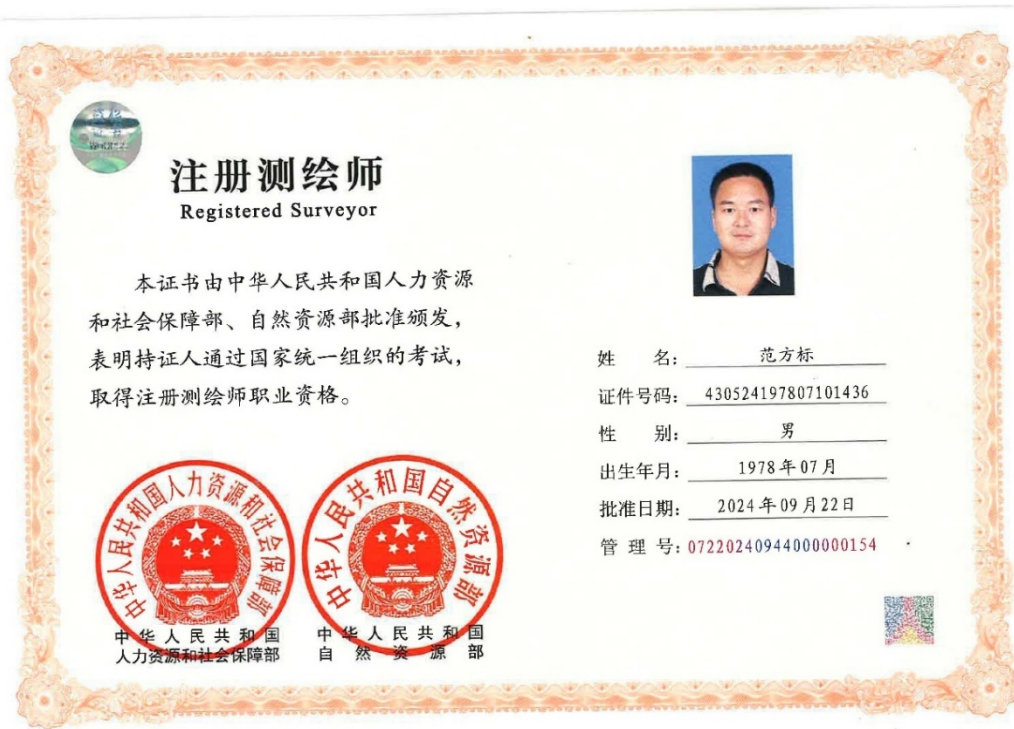 注册测绘师
Registered Surveyor
本证书由中华人民共和国人力资源
和社会保障部、自然资源部批准颁发，
表明持证人通过国家统一组织的考试，
取得注册测绘师职业资格。
中华人民共和国人力资源和社会保障部
中华人民共和国
人力资源和社会保障部
中华人民共和国自然资源部
中华人民共和国
自然资源部
姓 名： 范方标
证件号码： 430524197807101436
性 别： 男
出生年月： 1978年07月
批准日期： 2024年09月22日
管 理 号： 07220240944000000154